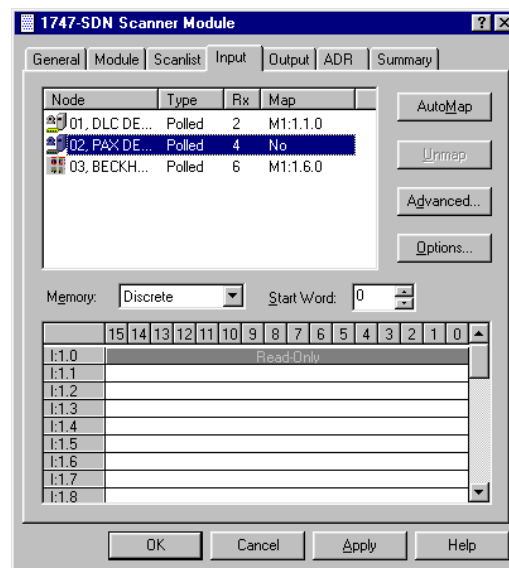 1747-SDN Scanner Module
General Module Scanlist Input Output ADR Summary
Node Type Rx Map
01, DLC DE... Polled 2 M1:1.1.0
02, PAX DE... Polled 4 No
03, BECKH... Polled 6 M1:1.6.0
AutoMap
Unmap
Advanced...
Options...
Memory: Discrete Start Word: 0
15 14 13 12 11 10 9 8 7 6 5 4 3 2 1 0
I:1.0 Read-Only
I:1.1
I:1.2
I:1.3
I:1.4
I:1.5
I:1.6
I:1.7
I:1.8
OK Cancel Apply Help